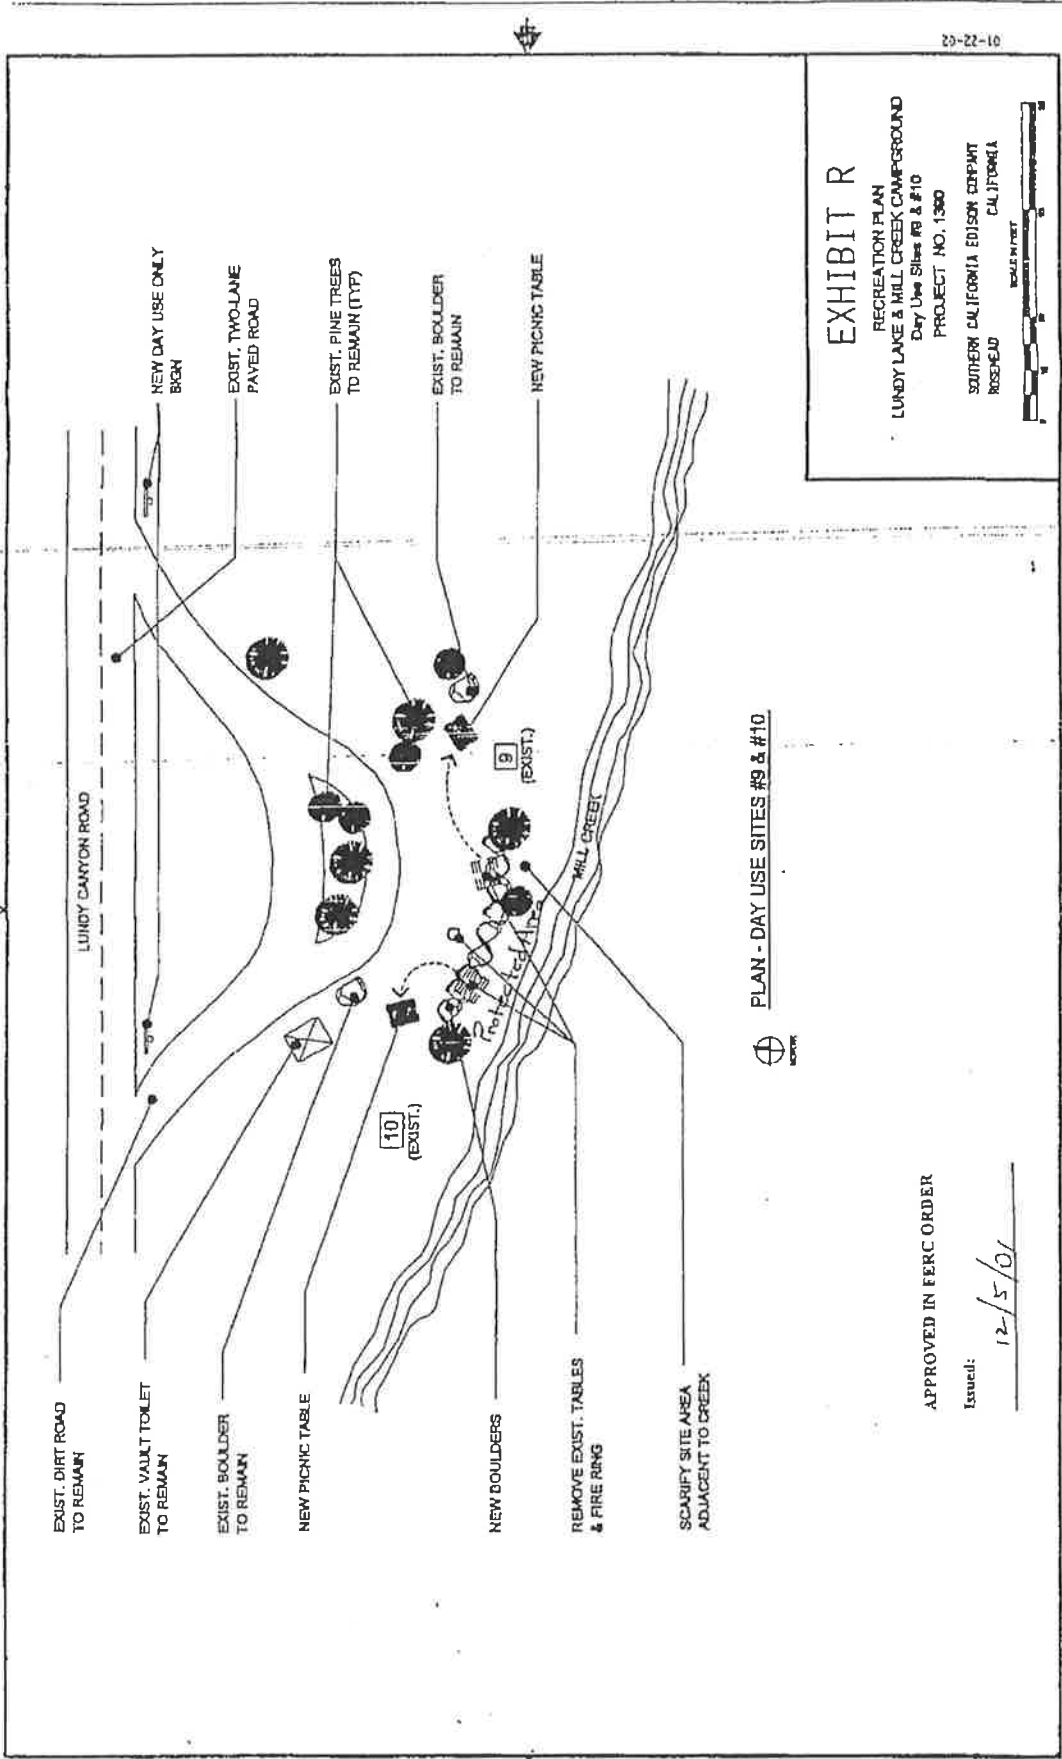 01-22-02
EXHIBIT R
RECREATION PLAN
LUNDY LAKE & MILL CREEK CAMPGROUND
Day Use Sites #9 & #10
PROJECT NO. 1390
SOUTHERN CALIFORNIA EDISON COMPANY
ROSEMEAD CALIFORNIA
SCALE IN FEET
NEW DAY USE ONLY
SIGN
EXIST. TWO-LANE
PAVED ROAD
EXIST. PINE TREES
TO REMAIN (TYP)
EXIST. BOULDER
TO REMAIN
NEW PICNIC TABLE
LUNDY CANYON ROAD
9
(EXIST.)
MILL CREEK
Protected Area
10
(EXIST.)
EXIST. DIRT ROAD
TO REMAIN
EXIST. VAULT TOILET
TO REMAIN
EXIST. BOULDER
TO REMAIN
NEW PICNIC TABLE
NEW BOULDERS
REMOVE EXIST. TABLES
& FIRE RING
SCARIFY SITE AREA
ADJACENT TO CREEK
PLAN - DAY USE SITES #9 & #10
APPROVED IN FERC ORDER
Issued: 12/5/01